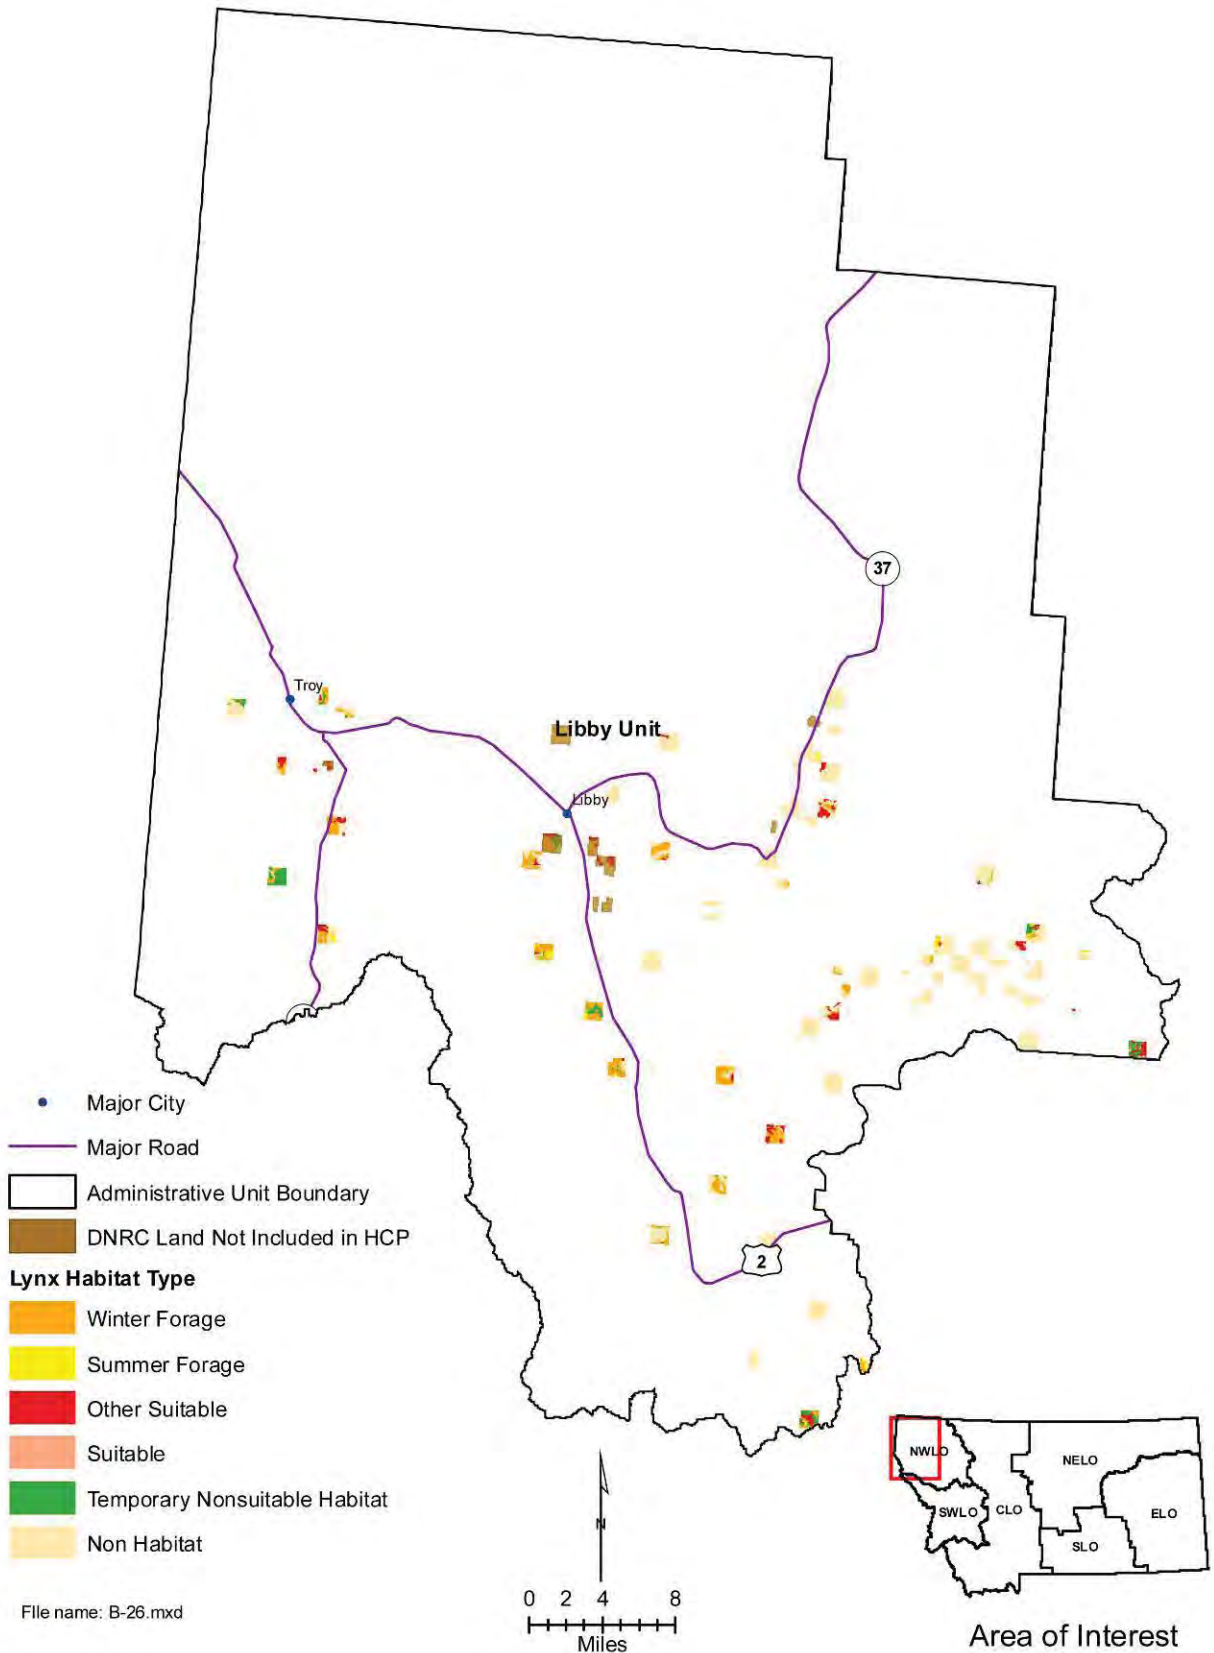 37
Troy
Libby Unit
Libby
2
Major City
Major Road
Administrative Unit Boundary
DNRC Land Not Included in HCP
Lynx Habitat Type
Winter Forage
Summer Forage
Other Suitable
Suitable
Temporary Nonsuitable Habitat
Non Habitat
FIle name: B-26.mxd
N
0 2 4 8
Miles
NWLO
NELO
SWLO
CLO
ELO
SLO
Area of Interest